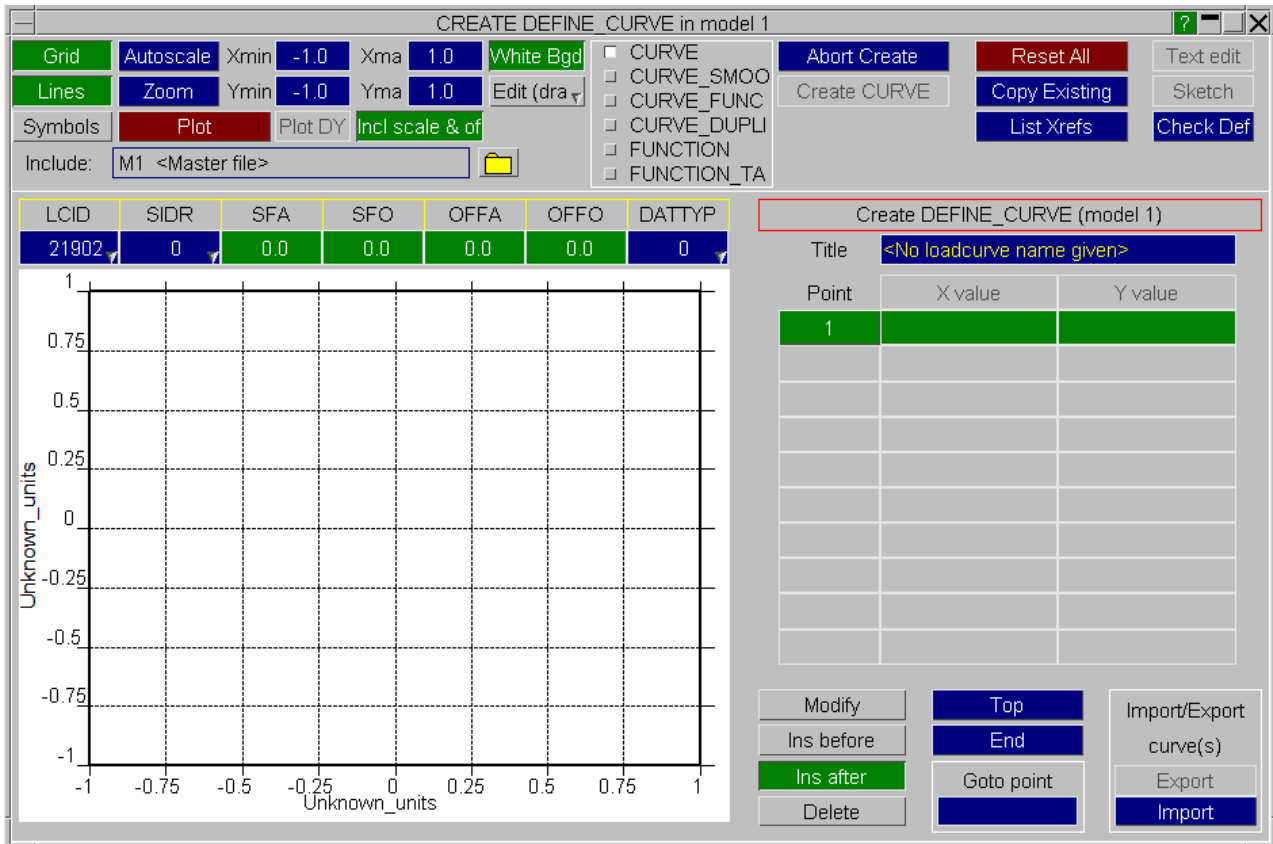 CREATE DEFINE_CURVE in model 1 ?
Grid Autoscale Xmin -1.0 Xma 1.0 White Bgd CURVE Abort Create Reset All Text edit
CURVE_SMOO
Lines Zoom Ymin -1.0 Yma 1.0 Edit (dra CURVE_FUNC Create CURVE Copy Existing Sketch
Symbols Plot Plot DY Incl scale & of CURVE_DUPLI List Xrefs Check Def
FUNCTION
Include: M1 <Master file> FUNCTION_TA
LCID SIDR SFA SFO OFFA OFFO DATTYP
21902 0 0.0 0.0 0.0 0.0 0
1
0.75
0.5
0.25
0
-0.25
-0.5
-0.75
-1
Unknown_units
-1 -0.75 -0.5 -0.25 0 0.25 0.5 0.75 1
Unknown_units
Create DEFINE_CURVE (model 1)
Title <No loadcurve name given>
Point X value Y value
1
Modify
Ins before
Ins after
Delete
Top
End
Goto point
Import/Export
curve(s)
Export
Import